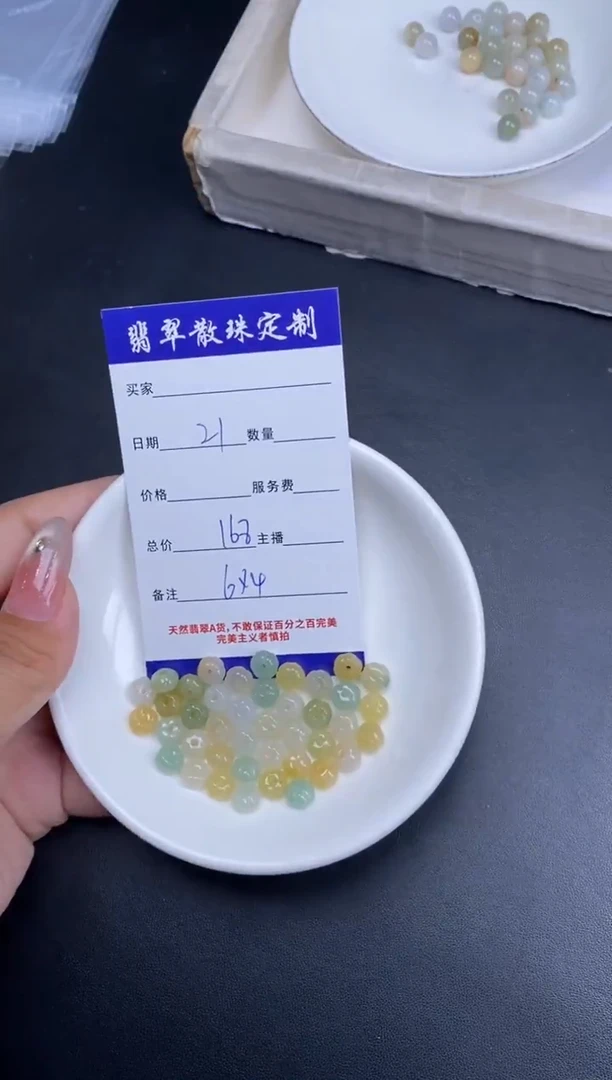 翡翠散珠定制
买家
日期 21 数量
价格 服务费
总价 168 主播
备注 6×4
天然翡翠A货，不敢保证百分之百完美
完美主义者慎拍